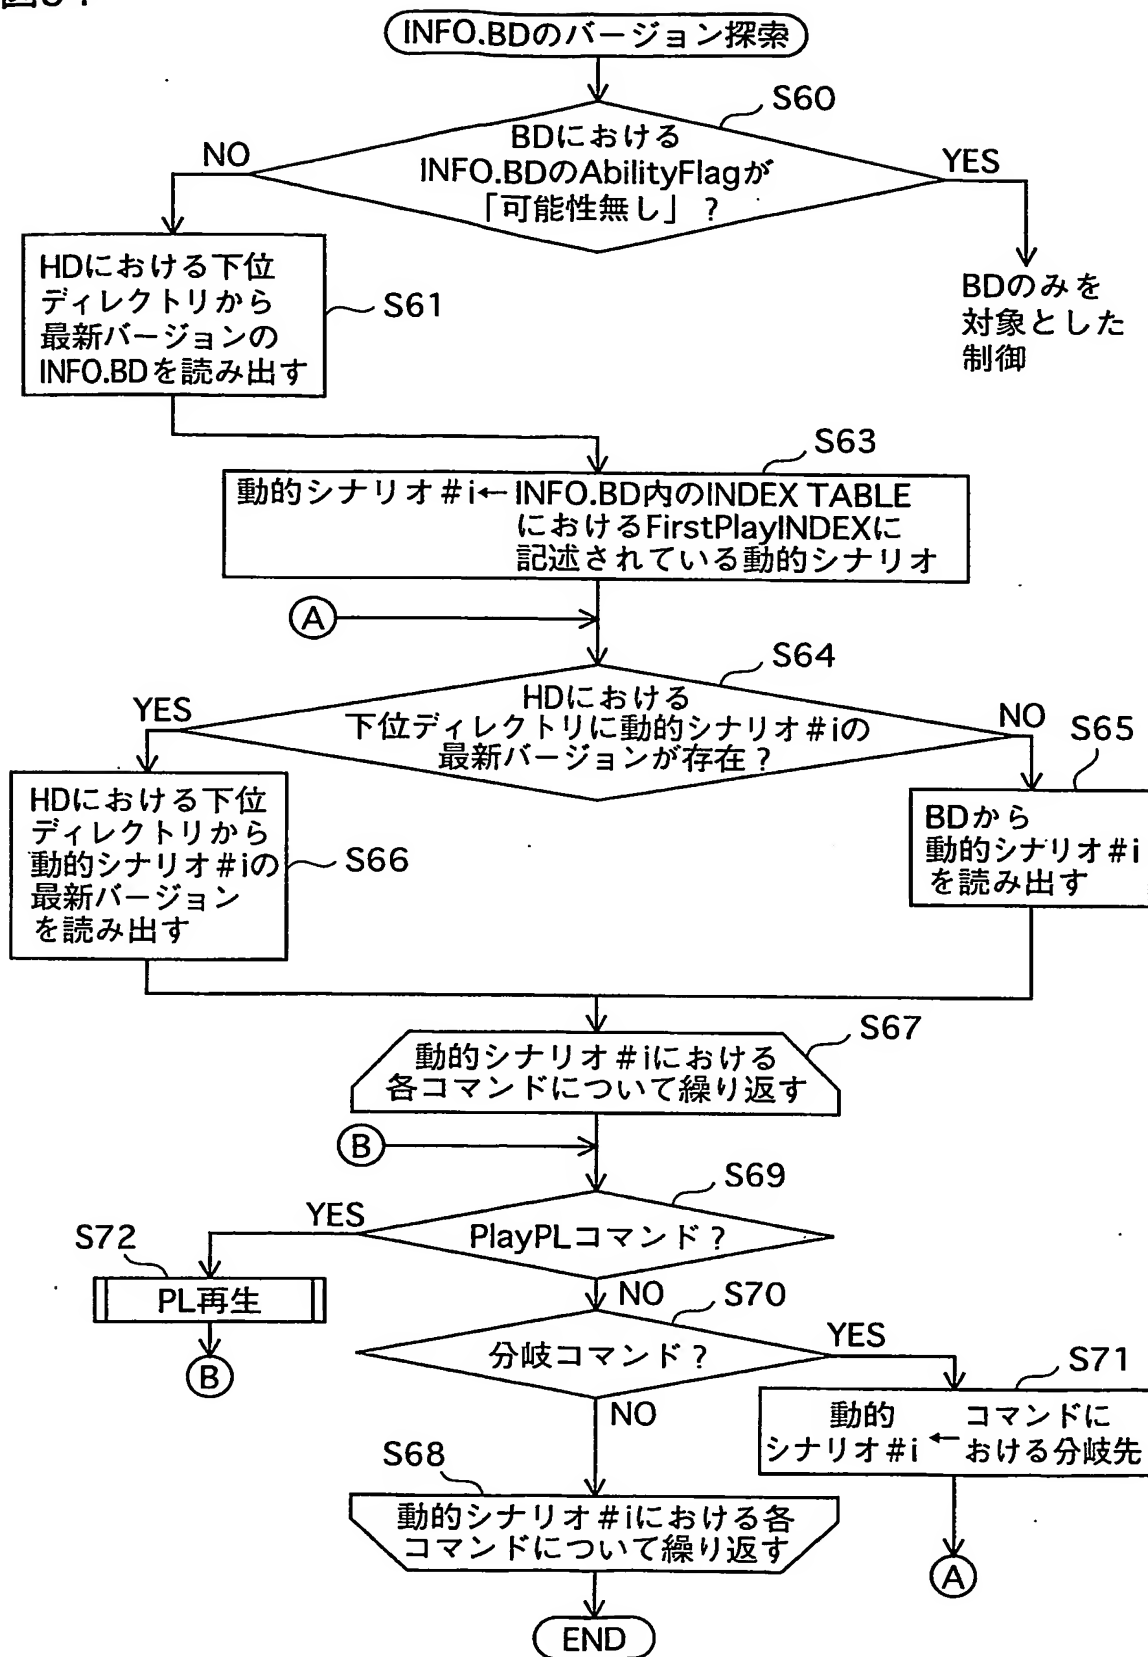 INFO.BDのバージョン探索
S60
BDにおける
INFO.BDのAbilityFlagが
「可能性無し」?
NO
YES
HDにおける下位
ディレクトリから
最新バージョンの
INFO.BDを読み出す
S61
BDのみを
対象とした
制御
S63
動的シナリオ#i←INFO.BD内のINDEX TABLE
におけるFirstPlayINDEXに
記述されている動的シナリオ
A
S64
HDにおける
下位ディレクトリに動的シナリオ#iの
最新バージョンが存在?
YES
NO
S65
HDにおける下位
ディレクトリから
動的シナリオ#iの
最新バージョン
を読み出す
S66
BDから
動的シナリオ#i
を読み出す
S67
動的シナリオ#iにおける
各コマンドについて繰り返す
B
S69
PlayPLコマンド?
YES
S72
PL再生
B
NO
S70
分岐コマンド?
YES
S71
動的
シナリオ#i
←
コマンドに
おける分岐先
NO
S68
動的シナリオ#iにおける各
コマンドについて繰り返す
A
END